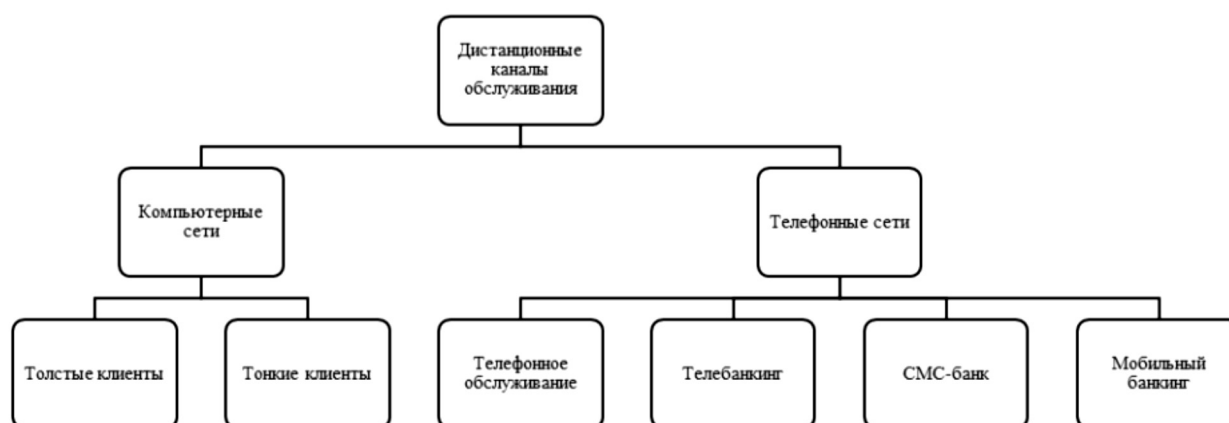 Дистанционные
каналы
обслуживания
Компьютерные
сети
Телефонные сети
Толстые клиенты
Тонкие клиенты
Телефонное
обслуживание
Телебанкинг
СМС-банк
Мобильный
банкинг